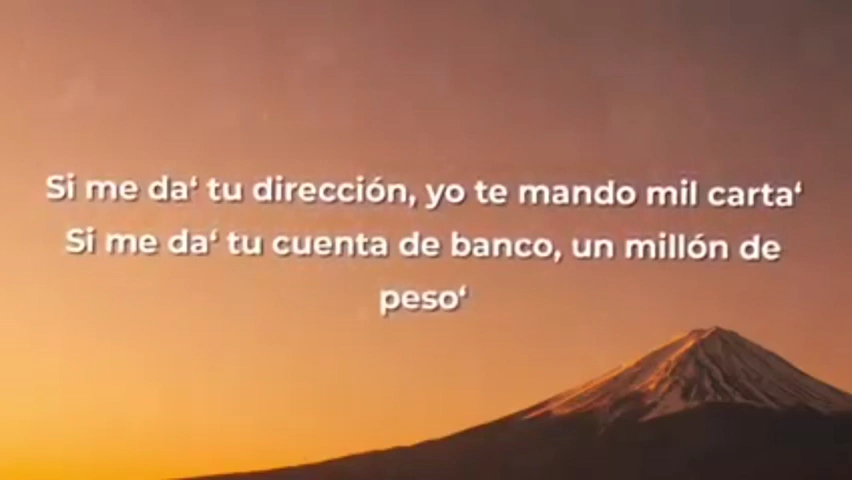 Si me da‘ tu dirección, yo te mando mil carta‘
Si me da‘ tu cuenta de banco, un millón de
peso‘